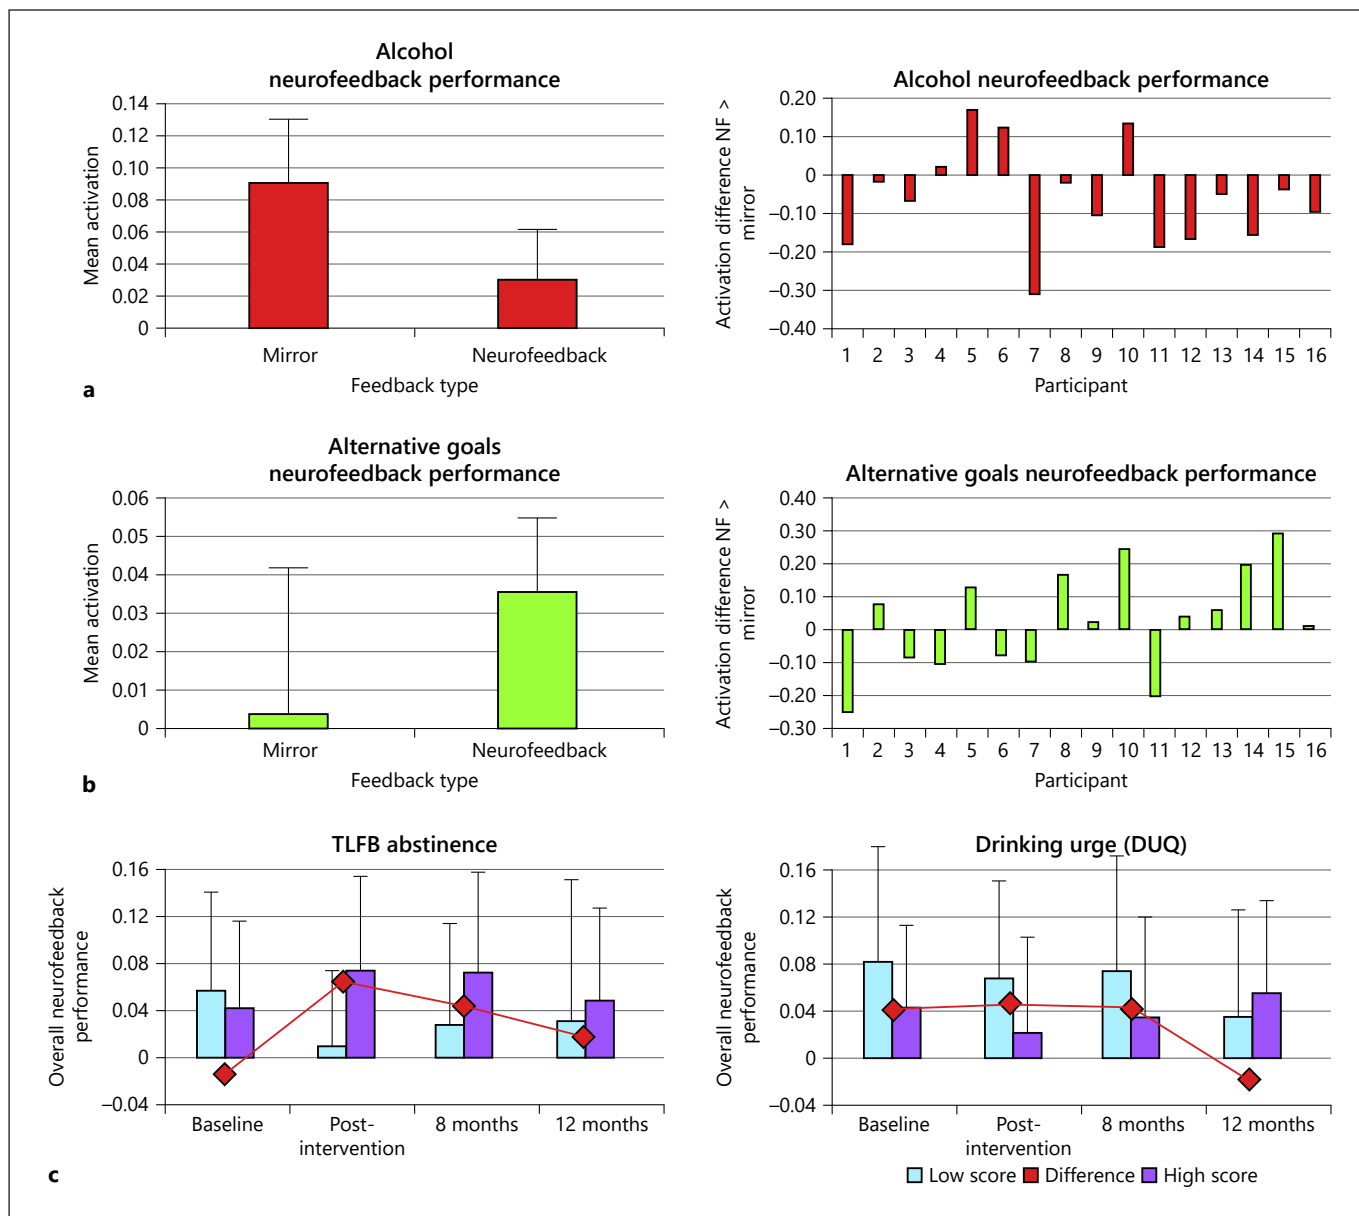 Alcohol
neurofeedback performance
Mean activation
0.14
0.12
0.10
0.08
0.06
0.04
0.02
0
Mirror
Neurofeedback
Feedback type
a
Alcohol neurofeedback performance
Activation difference NF >
mirror
0.20
0.10
0
–0.10
–0.20
–0.30
–0.40
1 2 3 4 5 6 7 8 9 10 11 12 13 14 15 16
Participant
Alternative goals
neurofeedback performance
Mean activation
0.06
0.05
0.04
0.03
0.02
0.01
0
Mirror
Neurofeedback
Feedback type
b
Alternative goals neurofeedback performance
Activation difference NF >
mirror
0.40
0.30
0.20
0.10
0
–0.10
–0.20
–0.30
1 2 3 4 5 6 7 8 9 10 11 12 13 14 15 16
Participant
TLFB abstinence
Overall neurofeedback
performance
0.16
0.12
0.08
0.04
0
–0.04
Baseline
Post-
intervention
8 months
12 months
c
Drinking urge (DUQ)
Overall neurofeedback
performance
0.16
0.12
0.08
0.04
0
–0.04
Baseline
Post-
intervention
8 months
12 months
Low score Difference High score